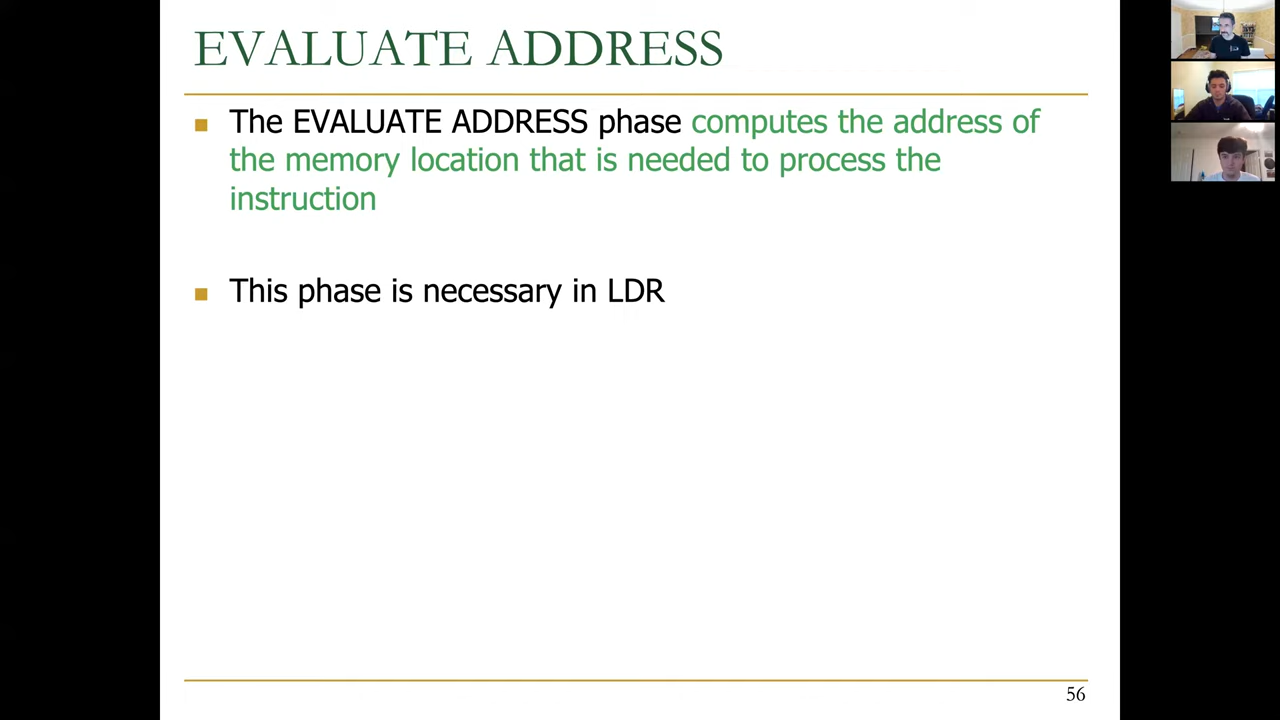 EVALUATE ADDRESS
The EVALUATE ADDRESS phase computes the address of
the memory location that is needed to process the
instruction
This phase is necessary in LDR
56